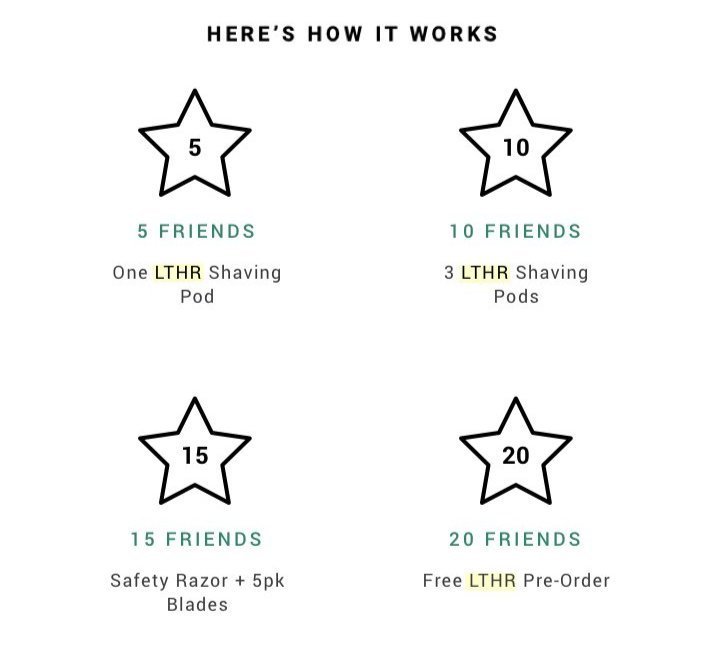 HERE'S HOW IT WORKS
5
10
5 FRIENDS
10 FRIENDS
One LTHR Shaving
Pod
3 LTHR Shaving
Pods
15
20
15 FRIENDS
20 FRIENDS
Safety Razor + 5pk
Blades
Free LTHR Pre-Order